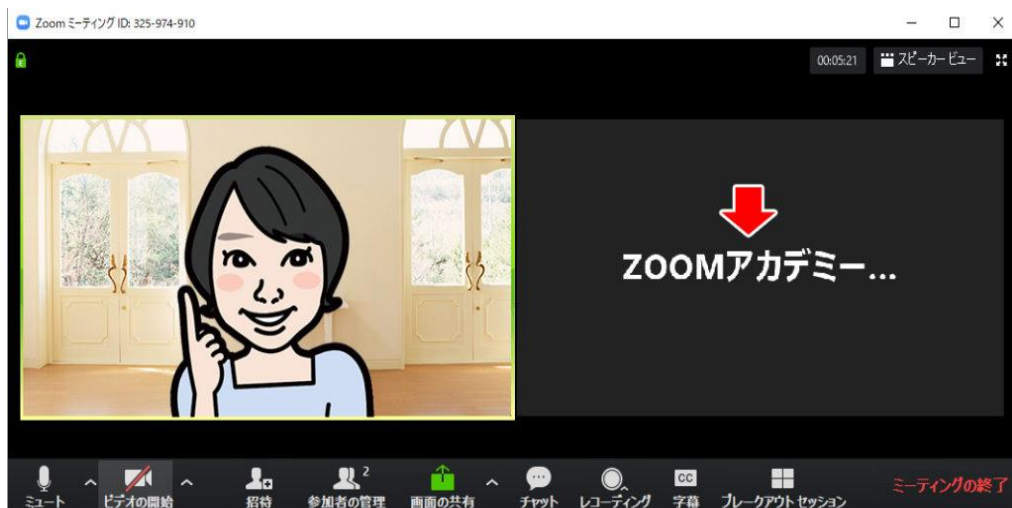 Zoom ミーティング ID: 325-974-910
00:05:21 スピーカー ビュー
ZOOMアカデミー...
2
CC
ミュート ビデオの開始 招待 参加者の管理 画面の共有 チャット レコーディング 字幕 ブレークアウト セッション ミーティングの終了